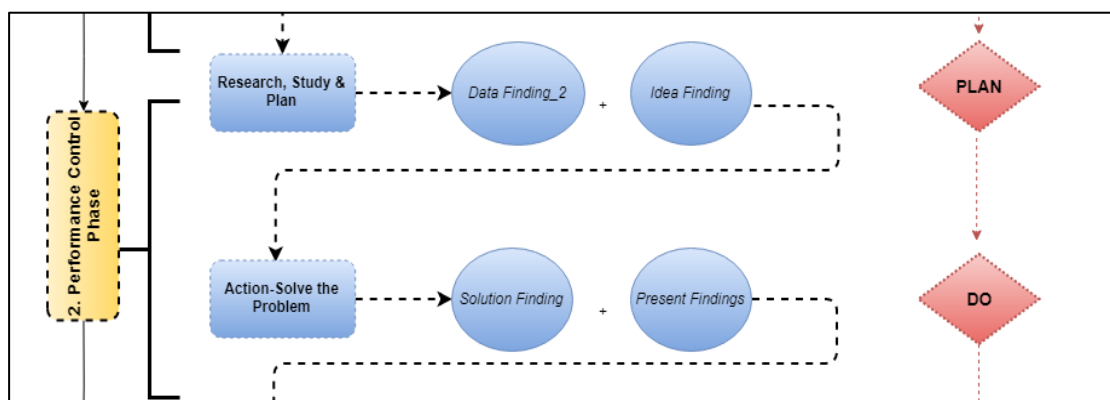 Research, Study &
Plan
Data Finding_2
+
Idea Finding
PLAN
2. Performance Control
Phase
Action-Solve the
Problem
Solution Finding
+
Present Findings
DO